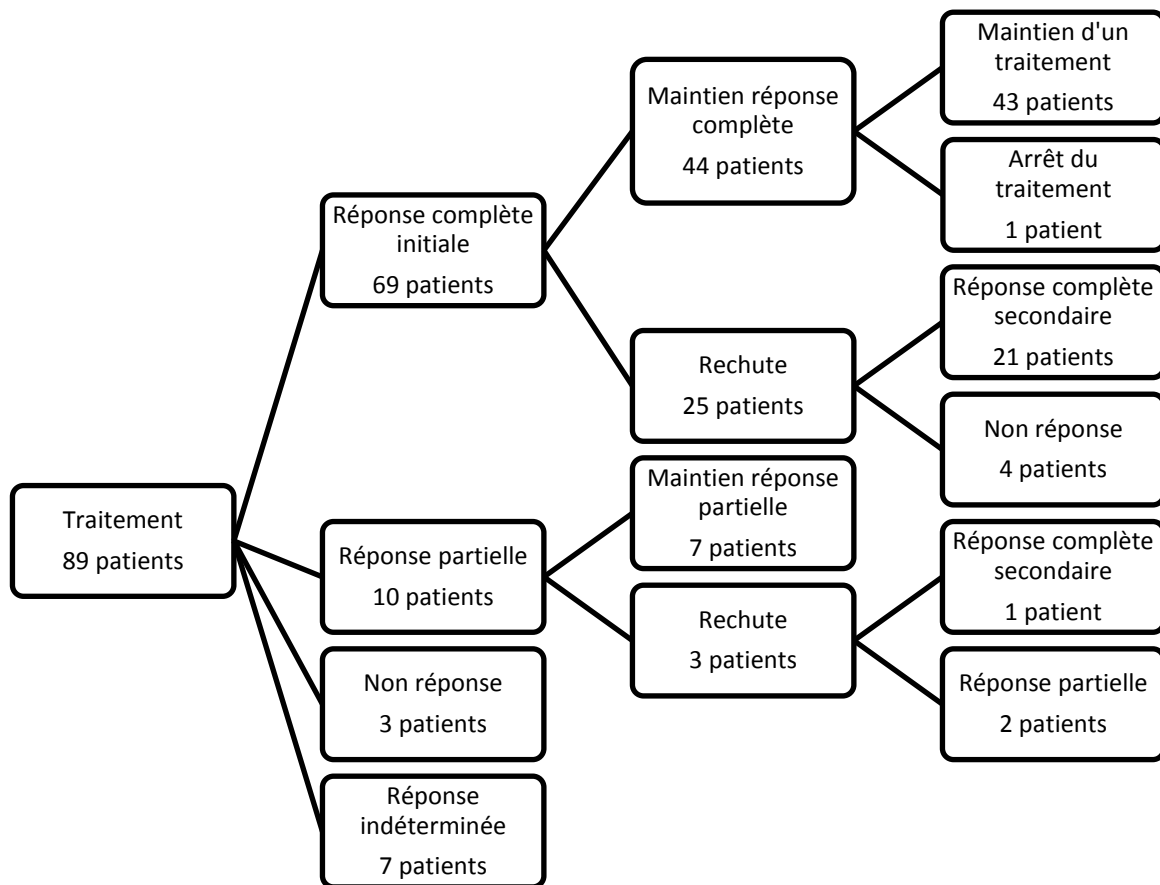 Traitement
89 patients
Réponse complète
initiale
69 patients
Réponse partielle
10 patients
Non réponse
3 patients
Réponse
indéterminée
7 patients
Maintien réponse
complète
44 patients
Rechute
25 patients
Maintien réponse
partielle
7 patients
Rechute
3 patients
Maintien d'un
traitement
43 patients
Arrêt du
traitement
1 patient
Réponse complète
secondaire
21 patients
Non réponse
4 patients
Réponse complète
secondaire
1 patient
Réponse partielle
2 patients